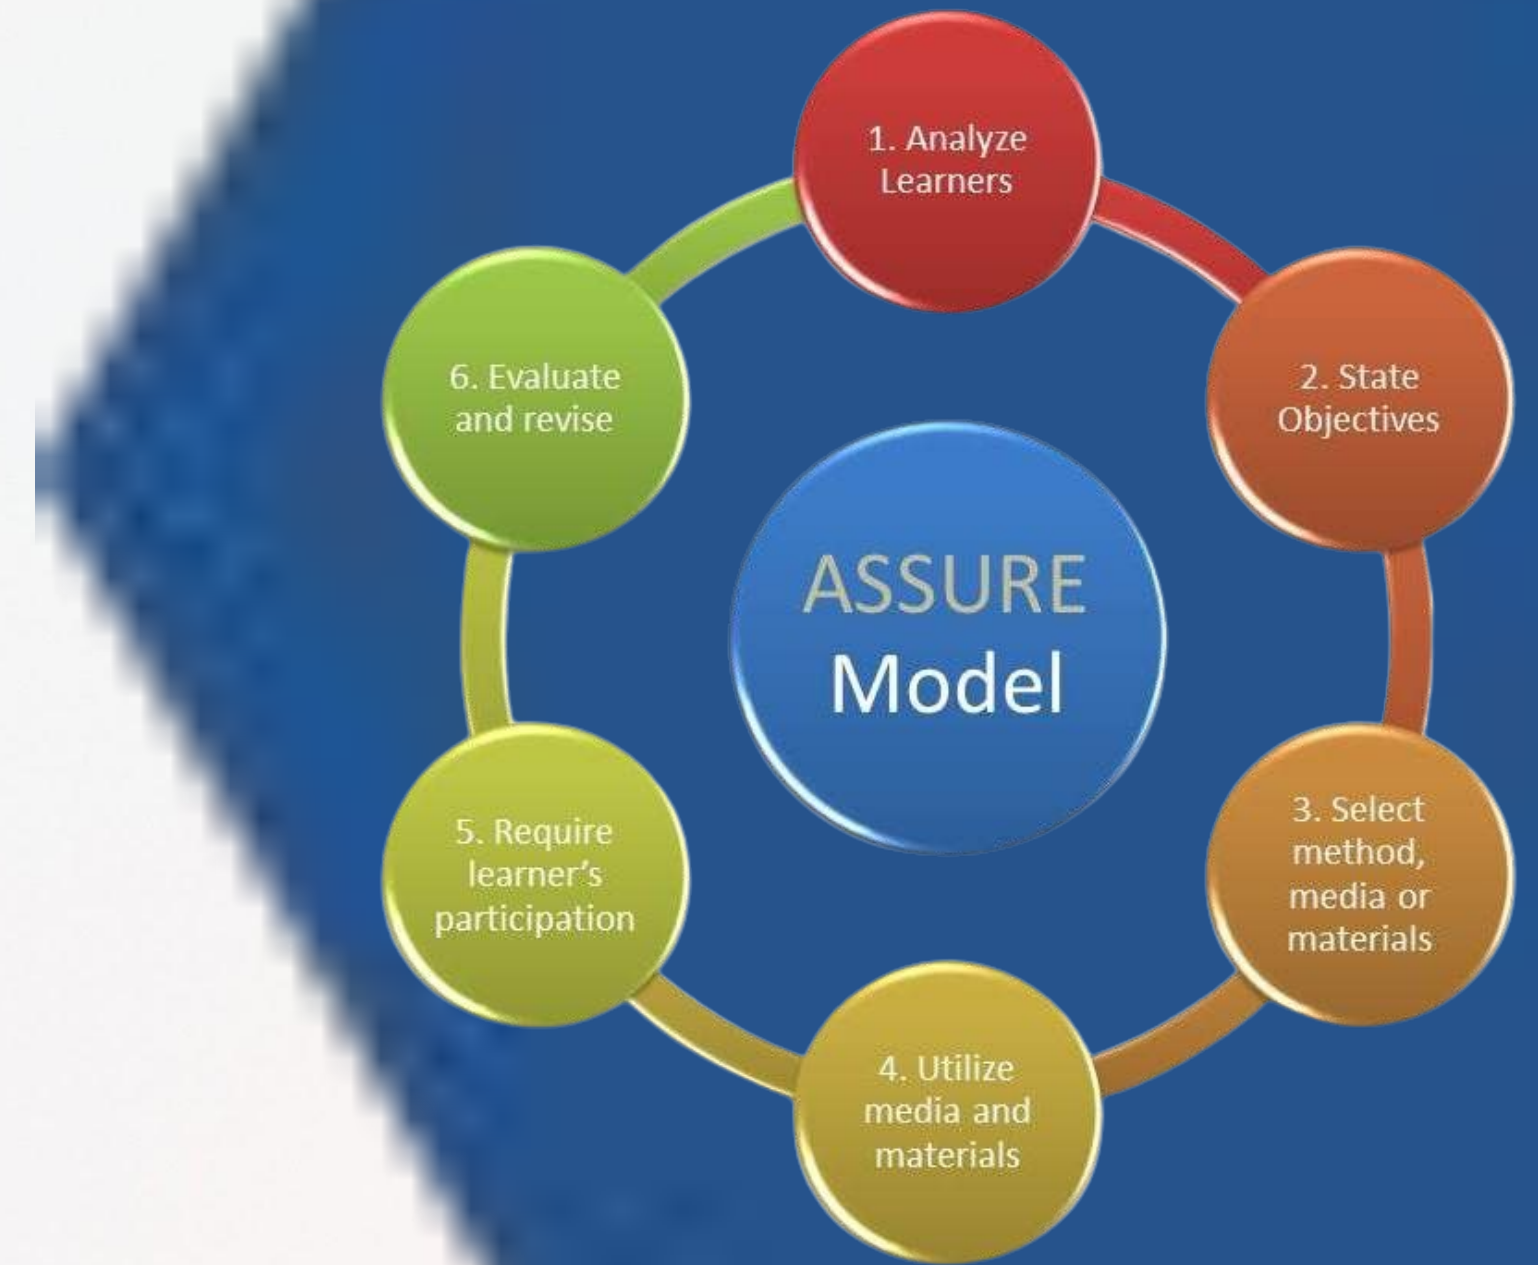 1. Analyze
Learners
2. State
Objectives
3. Select
method,
media or
materials
4. Utilize
media and
materials
5. Require
learner’s
participation
6. Evaluate
and revise
ASSURE
Model